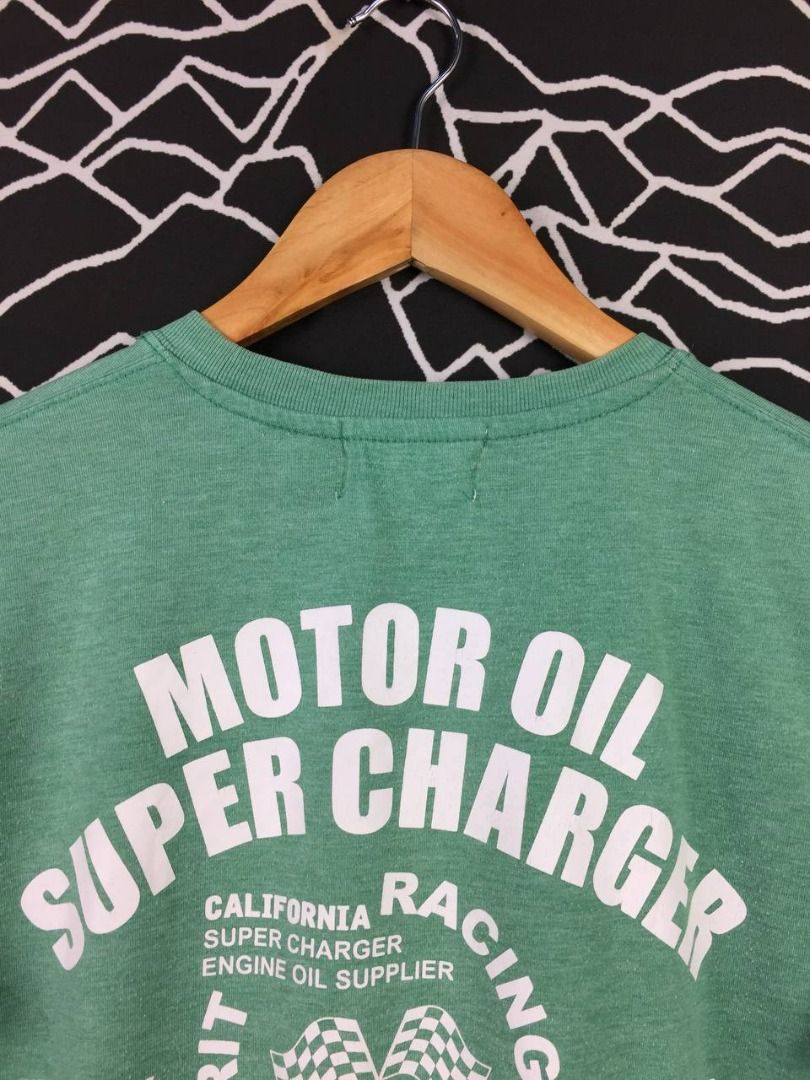 MOTOR OIL
SUPER CHARGER
CALIFORNIA
SUPER CHARGER
ENGINE OIL SUPPLIER
RACING